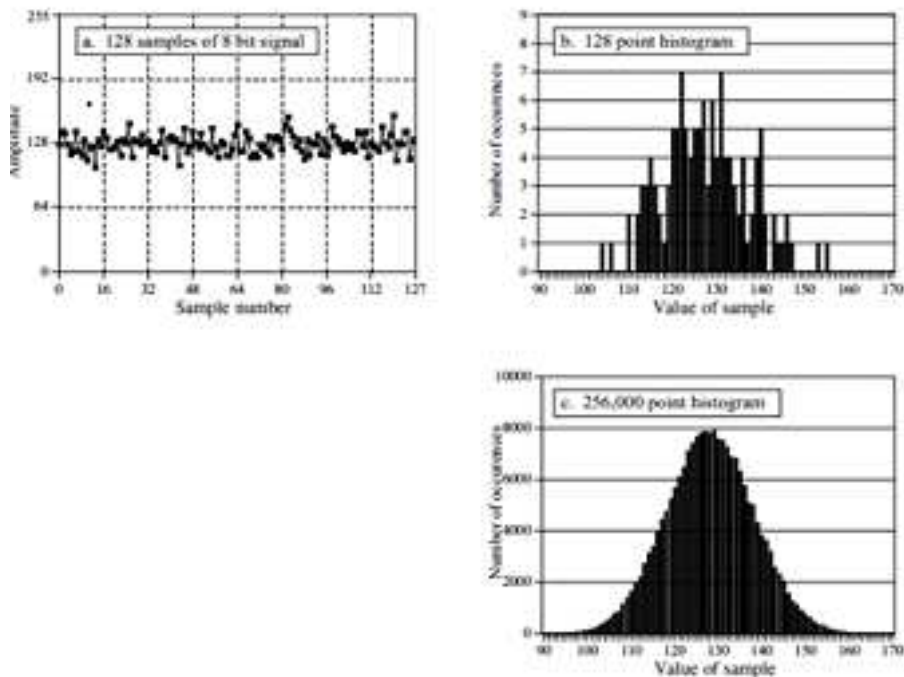 a. 128 samples of 8 bit signal
255
192
128
64
0
Amplitude
0 16 32 48 64 80 96 112 127
Sample number
b. 128 point histogram
9
8
7
6
5
4
3
2
1
0
Number of occurences
90 100 110 120 130 140 150 160 170
Value of sample
c. 256,000 point histogram
10000
8000
6000
4000
2000
0
Number of occurences
90 100 110 120 130 140 150 160 170
Value of sample